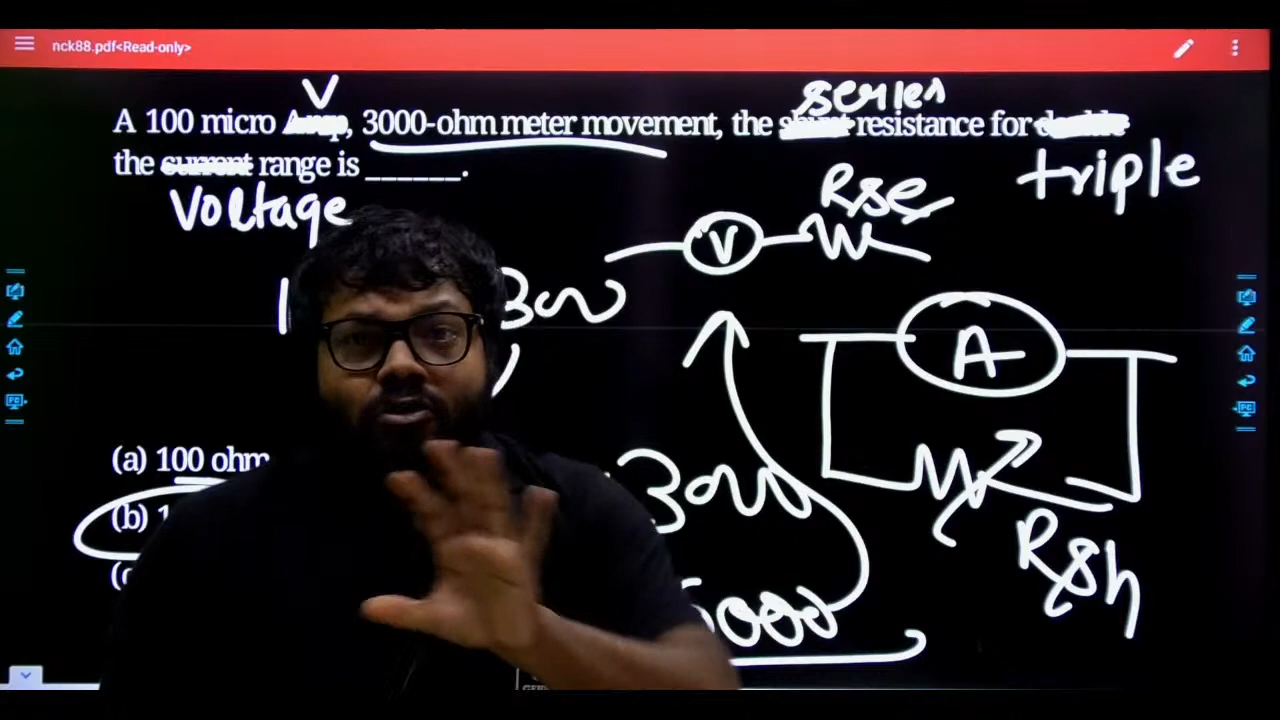 nck88.pdf<Read-only>
V series
A 100 micro Amp, 3000-ohm meter movement, the shunt resistance for double
the current range is ______.
triple
Voltage
Rse
V
A
(a) 100 ohm
(b) 1
Rsh